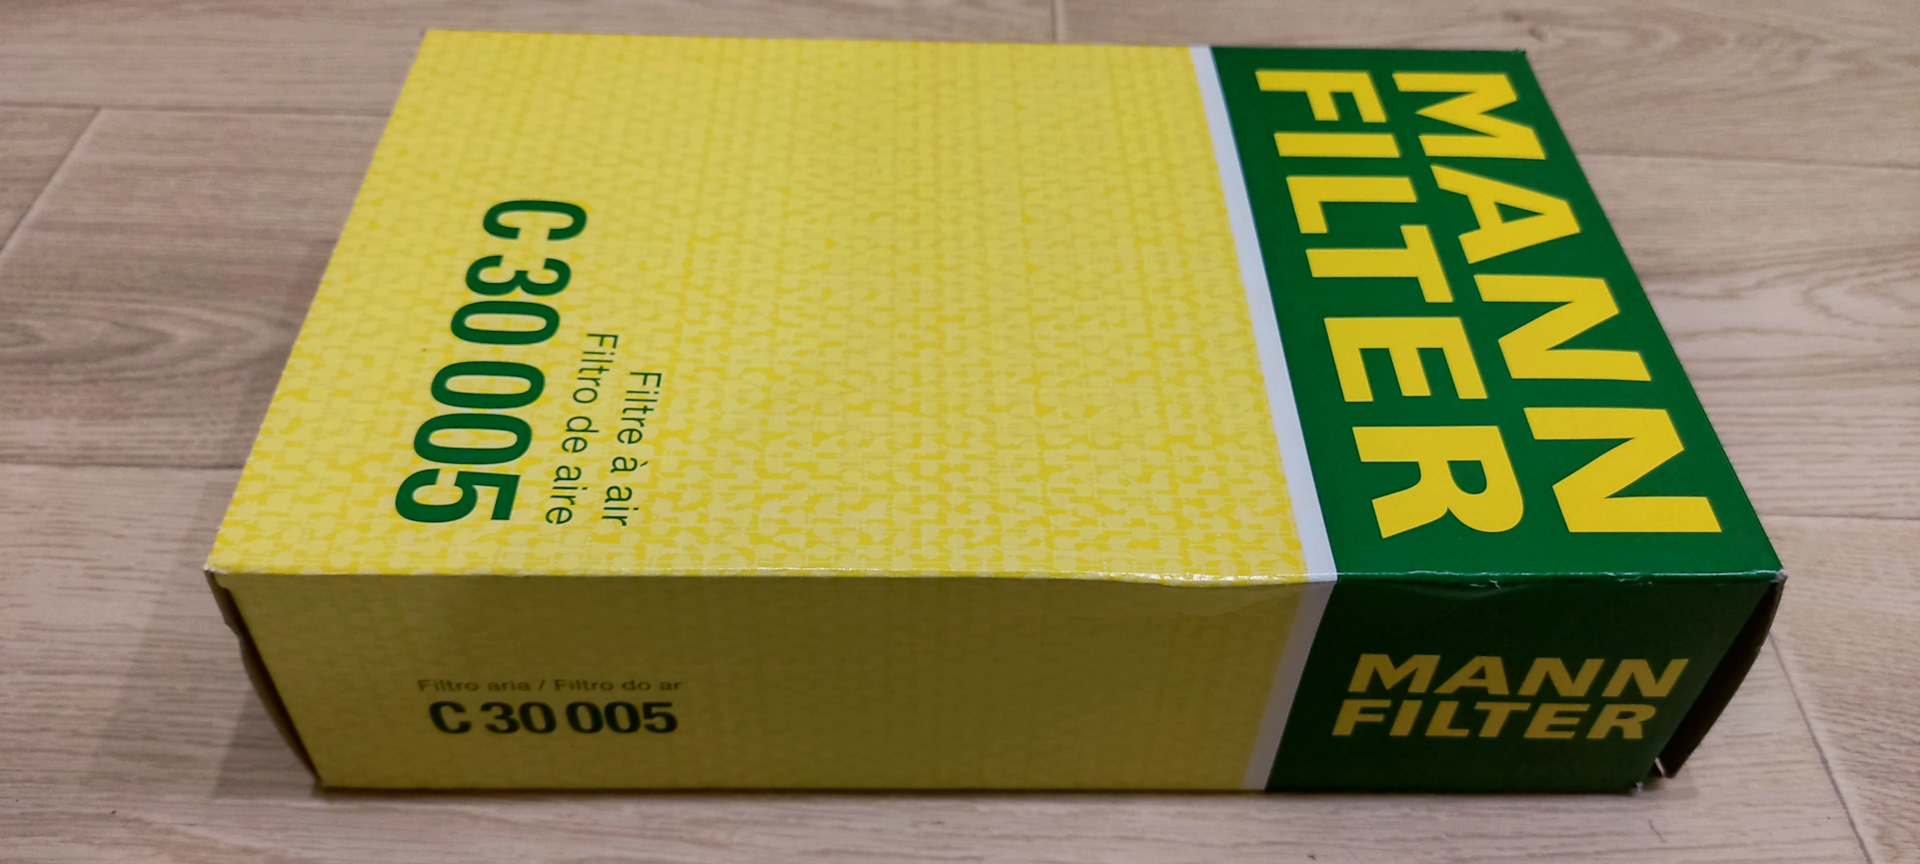 MANN
FILTER
Filtre à air
Filtro de aire
C 30 005
MANN
FILTER
Filtro aria / Filtro do ar
C 30 005